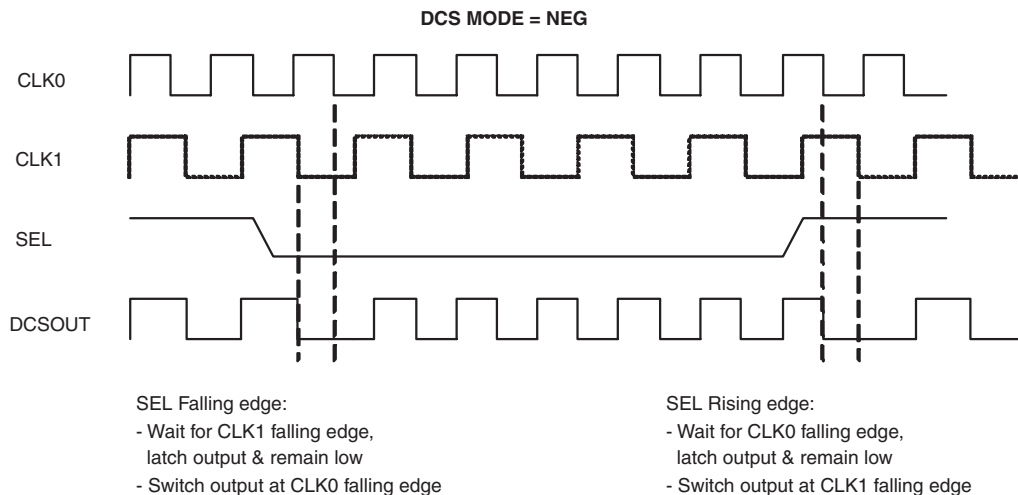 DCS MODE = NEG
CLK0
CLK1
SEL
DCSOUT
SEL Falling edge:
- Wait for CLK1 falling edge,
latch output & remain low
- Switch output at CLK0 falling edge
SEL Rising edge:
- Wait for CLK0 falling edge,
latch output & remain low
- Switch output at CLK1 falling edge